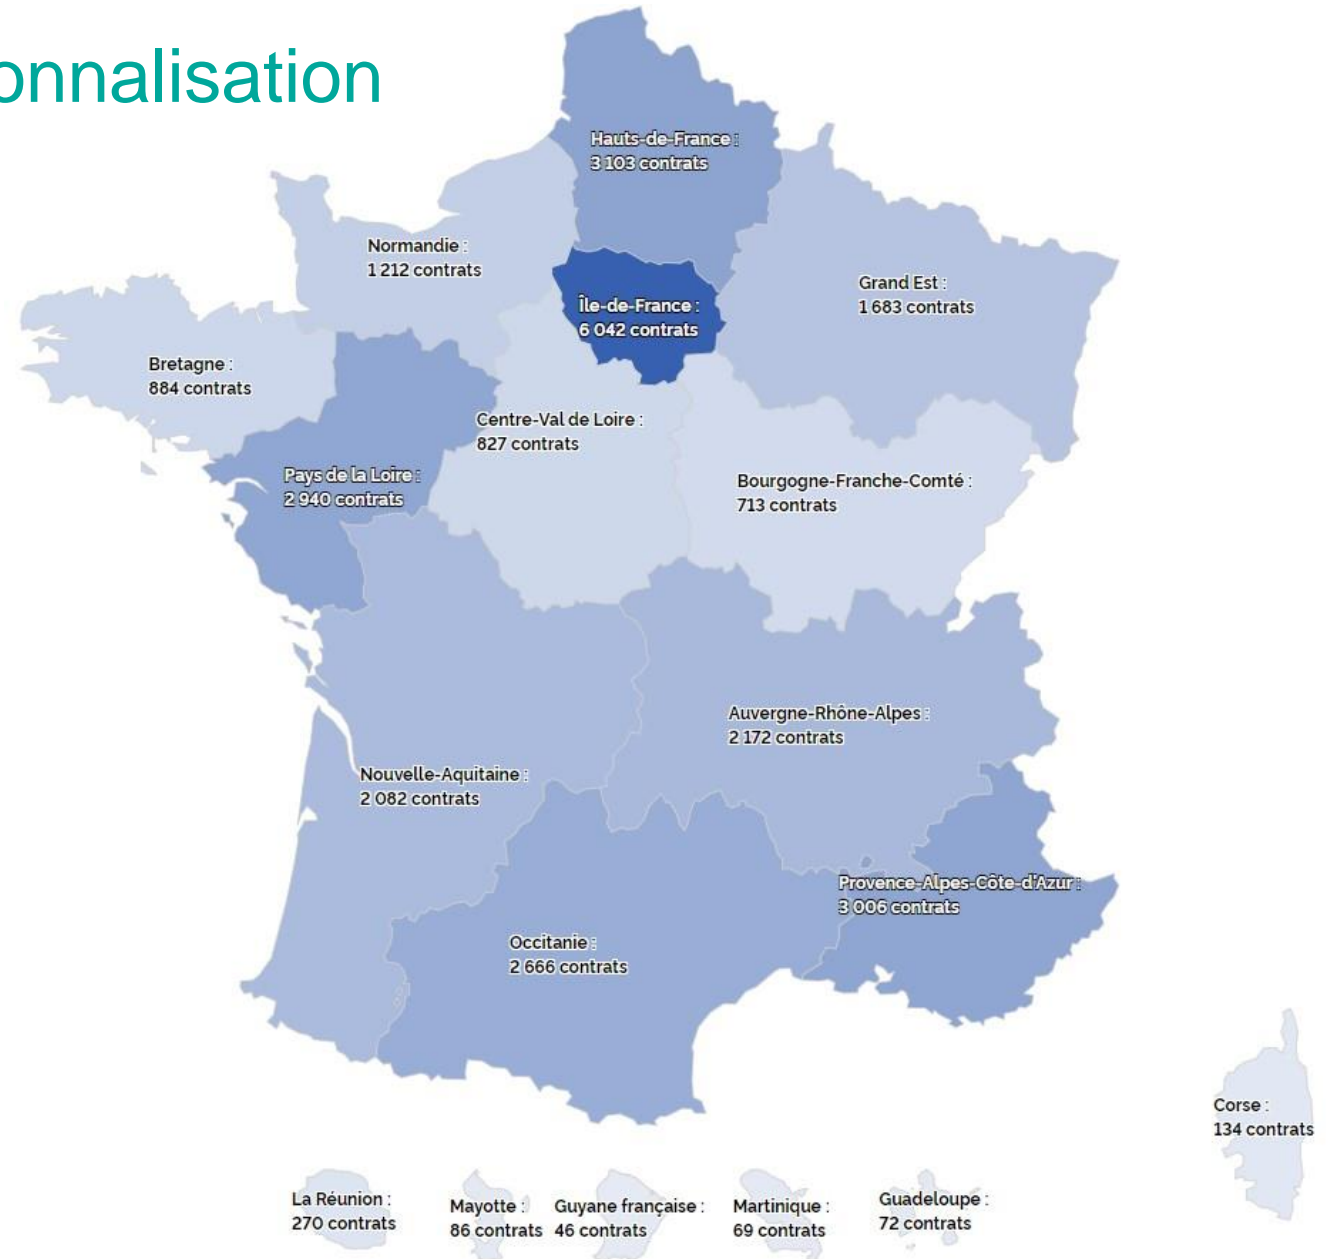 onnalisation
Hauts-de-France :
3 103 contrats
Normandie :
1 212 contrats
Île-de-France :
6 042 contrats
Grand Est :
1 683 contrats
Bretagne :
884 contrats
Centre-Val de Loire :
827 contrats
Pays de la Loire :
2 940 contrats
Bourgogne-Franche-Comté :
713 contrats
Auvergne-Rhône-Alpes :
2 172 contrats
Nouvelle-Aquitaine :
2 082 contrats
Provence-Alpes-Côte-d'Azur :
3 006 contrats
Occitanie :
2 666 contrats
Corse :
134 contrats
La Réunion :
270 contrats
Mayotte :
86 contrats
Guyane française :
46 contrats
Martinique :
69 contrats
Guadeloupe :
72 contrats